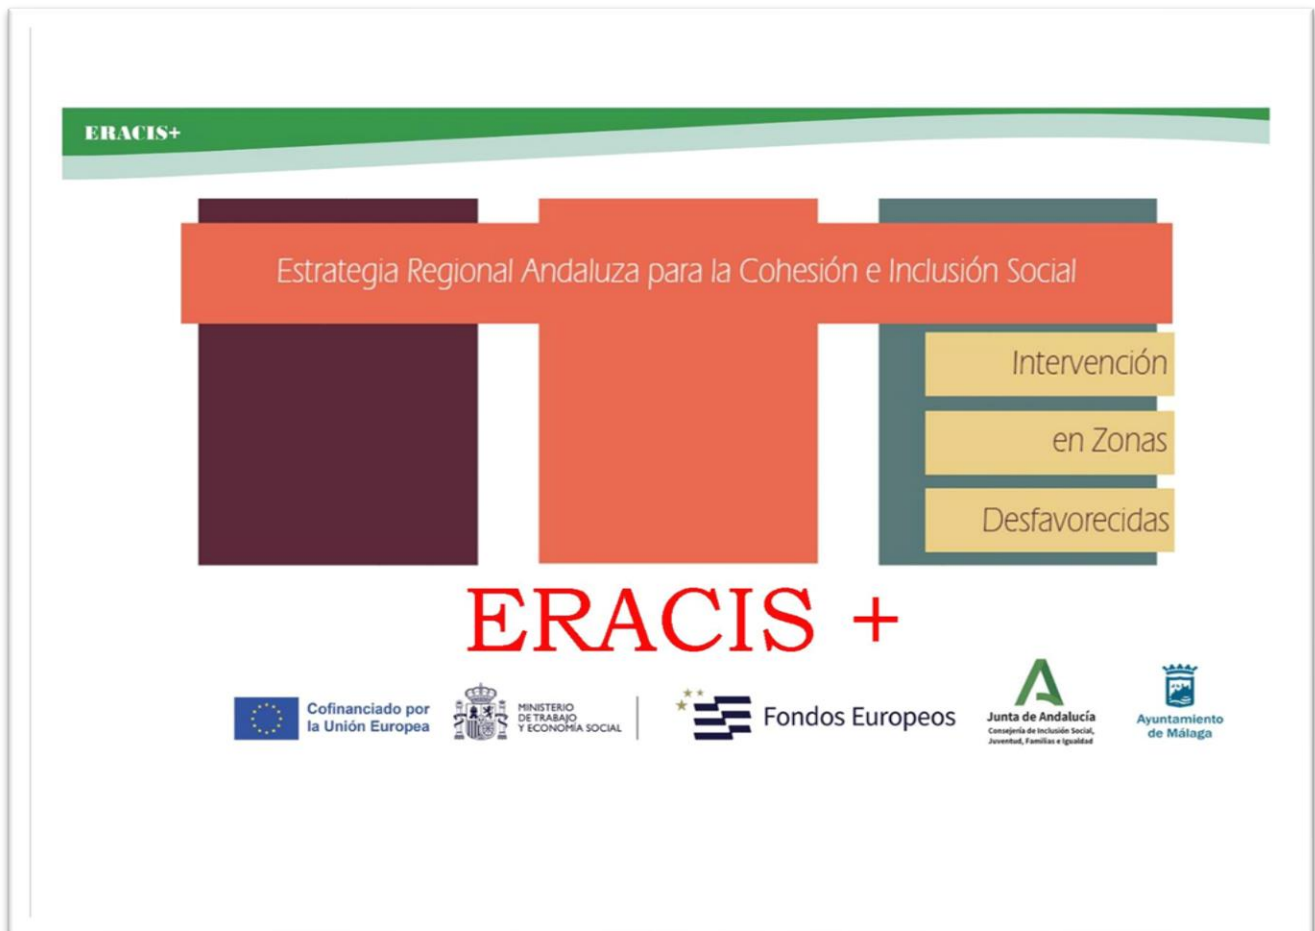 ERACIS+
Estrategia Regional Andaluza para la Cohesión e Inclusión Social
Intervención
en Zonas
Desfavorecidas
ERACIS +
Cofinanciado por
la Unión Europea
MINISTERIO
DE TRABAJO
Y ECONOMÍA SOCIAL
Fondos Europeos
Junta de Andalucía
Consejería de Inclusión Social,
Juventud, Familias e Igualdad
Ayuntamiento
de Málaga